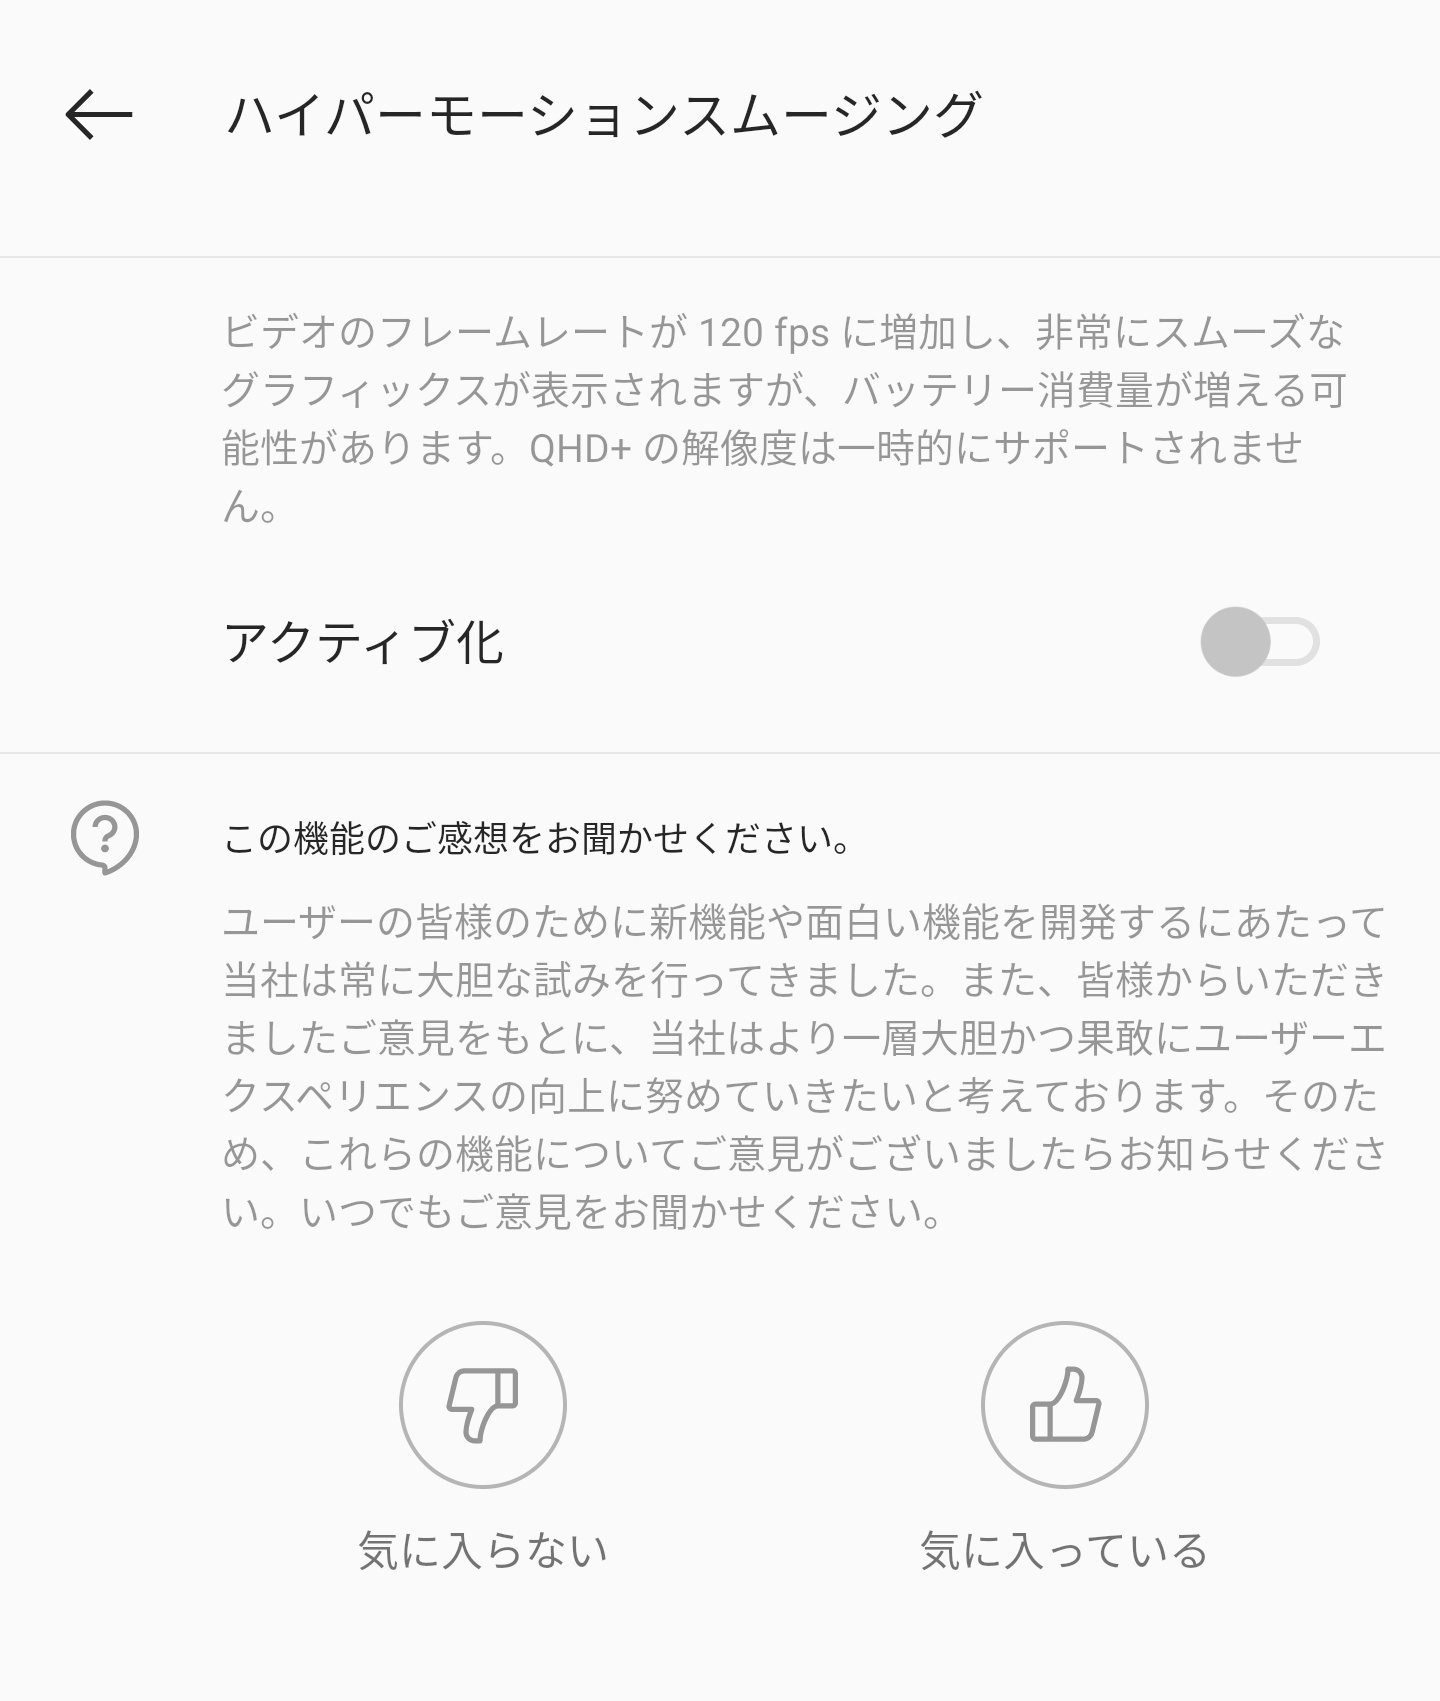 ハイパーモーションスムージング
ビデオのフレームレートが 120 fps に増加し、非常にスムーズな
グラフィックスが表示されますが、バッテリー消費量が増える可
能性があります。QHD+ の解像度は一時的にサポートされませ
ん。
アクティブ化
この機能のご感想をお聞かせください。
ユーザーの皆様のために新機能や面白い機能を開発するにあたって
当社は常に大胆な試みを行ってきました。また、皆様からいただき
ましたご意見をもとに、当社はより一層大胆かつ果敢にユーザーエ
クスペリエンスの向上に努めていきたいと考えております。そのた
め、これらの機能についてご意見がございましたらお知らせくださ
い。いつでもご意見をお聞かせください。
気に入らない
気に入っている